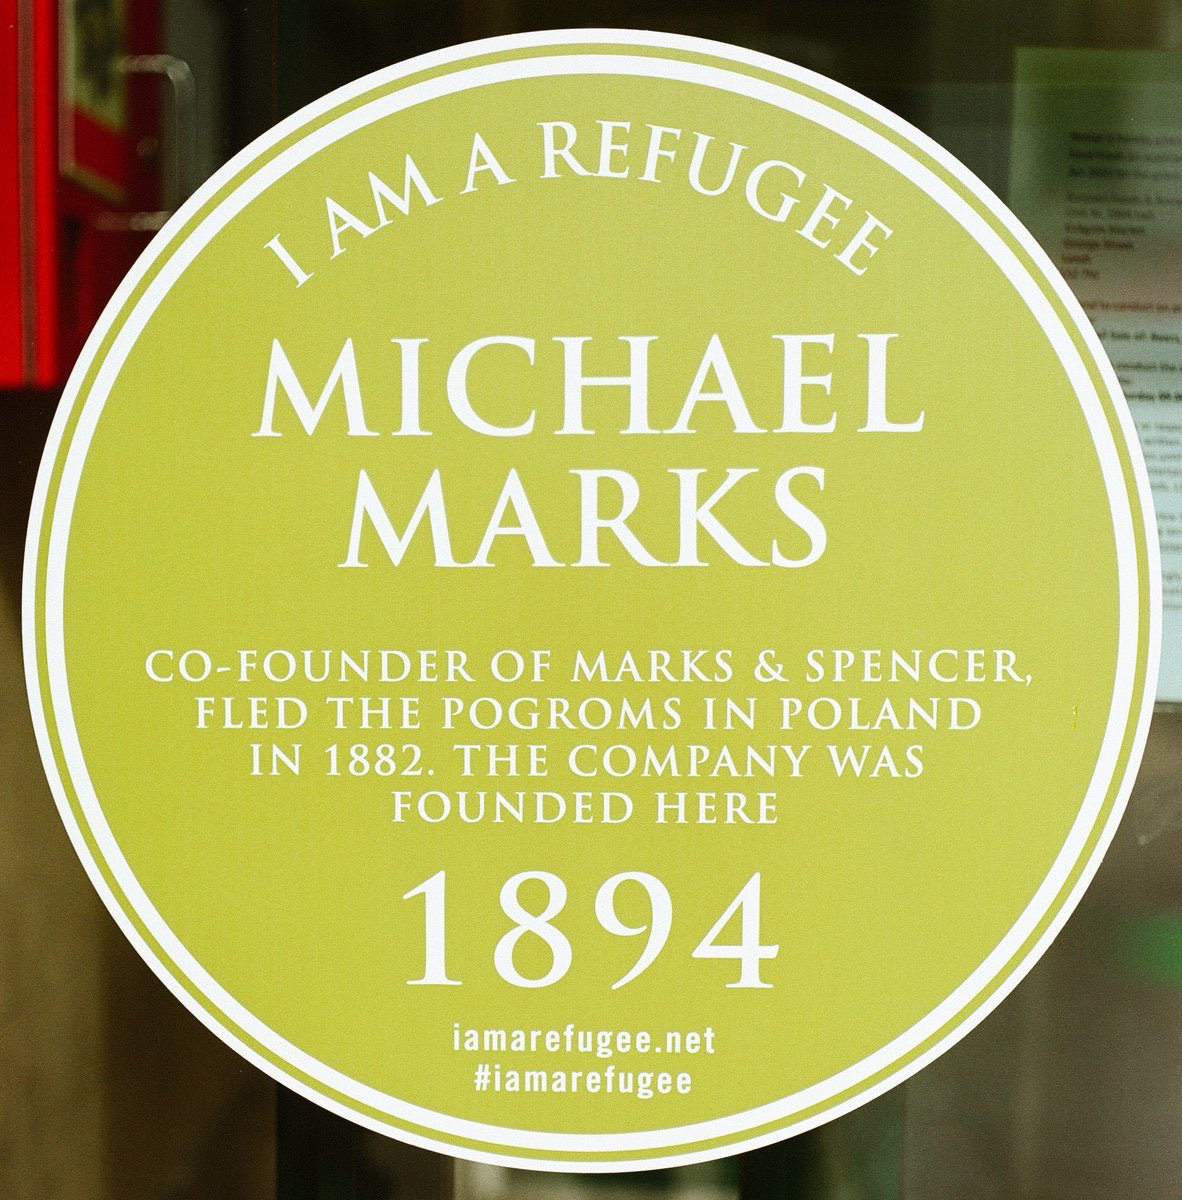 I AM A REFUGEE
MICHAEL
MARKS
CO-FOUNDER OF MARKS & SPENCER,
FLED THE POGROMS IN POLAND
IN 1882. THE COMPANY WAS
FOUNDED HERE
1894
iamarefugee.net
#iamarefugee